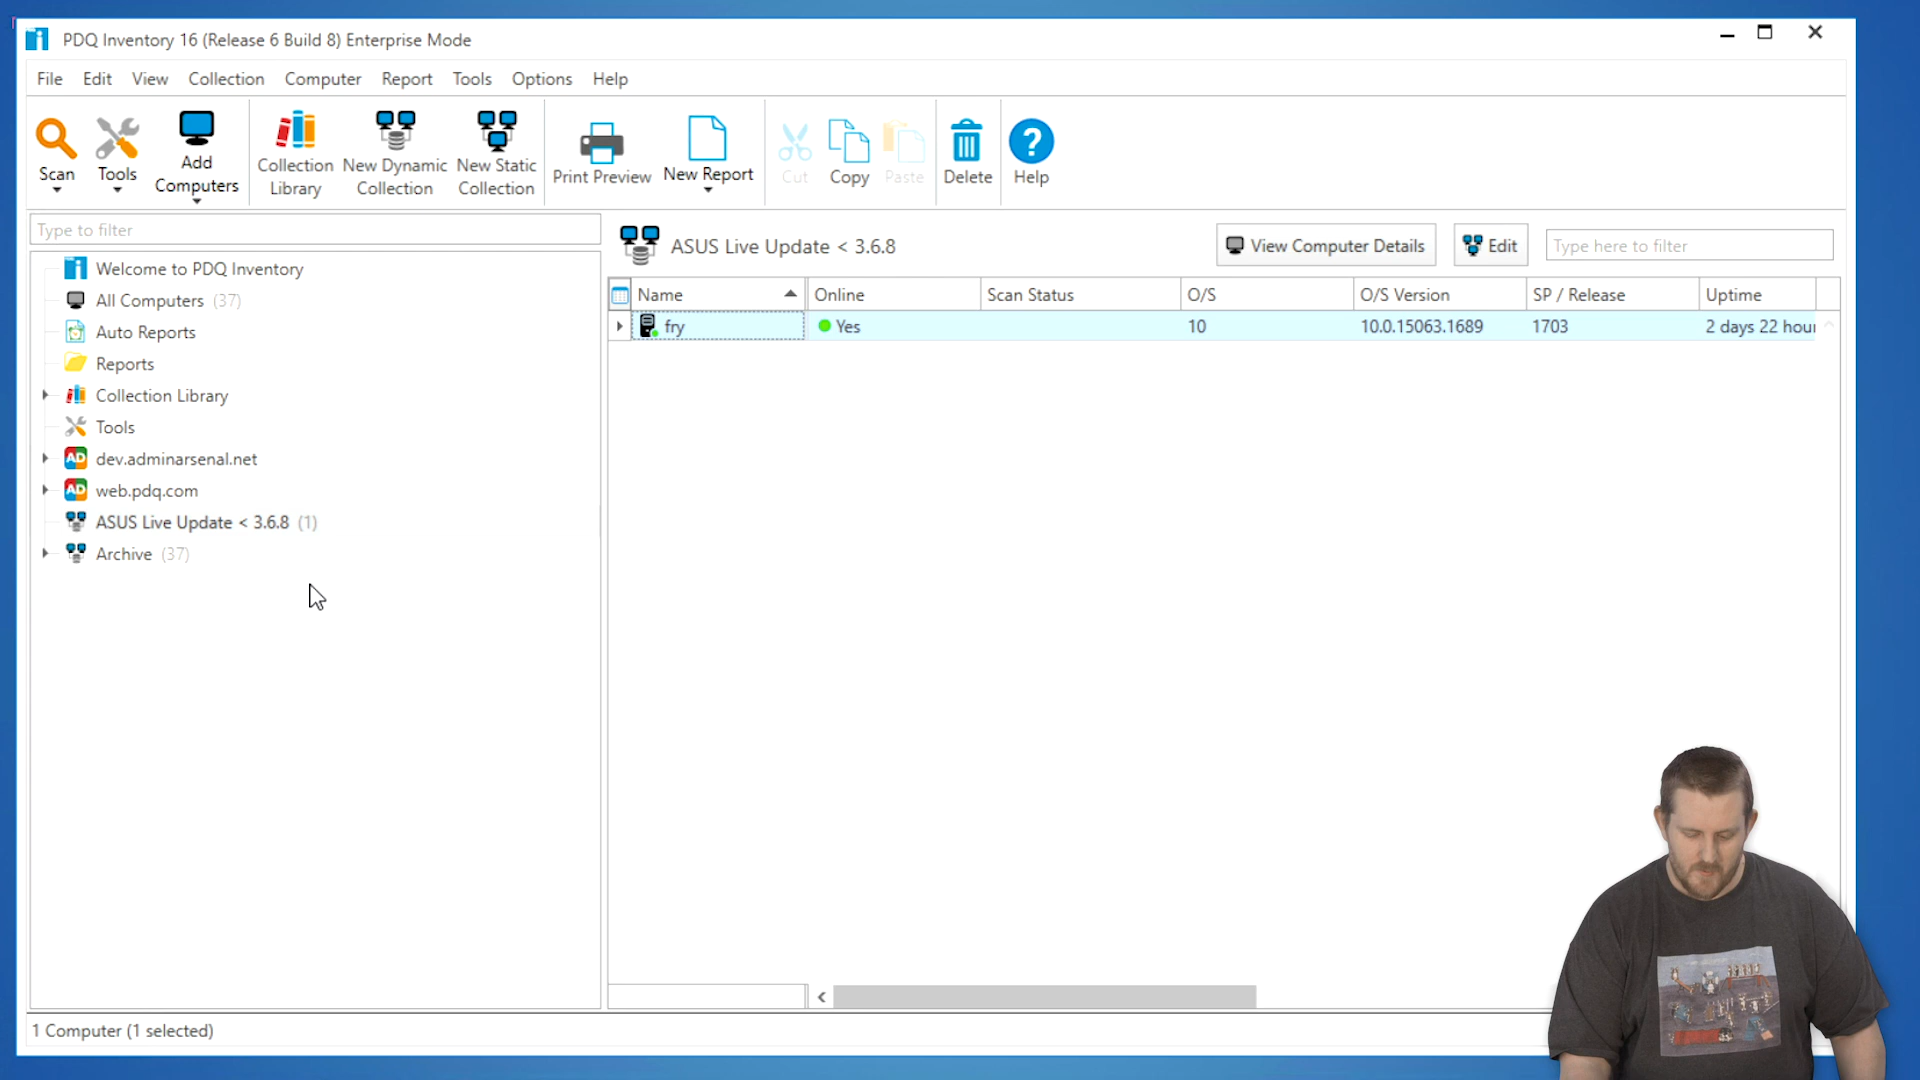 PDQ Inventory 16 (Release 6 Build 8) Enterprise Mode
File Edit View Collection Computer Report Tools Options Help
Scan
Tools
Add Computers
Collection Library
New Dynamic Collection
New Static Collection
Print Preview
New Report
Cut
Copy
Paste
Delete
Help
Type to filter
Welcome to PDQ Inventory
All Computers (37)
Auto Reports
Reports
Collection Library
Tools
AD dev.adminarsenal.net
AD web.pdq.com
ASUS Live Update < 3.6.8 (1)
Archive (37)
ASUS Live Update < 3.6.8
View Computer Details
Edit
Type here to filter
Name Online Scan Status O/S O/S Version SP / Release Uptime
fry Yes 10 10.0.15063.1689 1703 2 days 22 hou
1 Computer (1 selected)